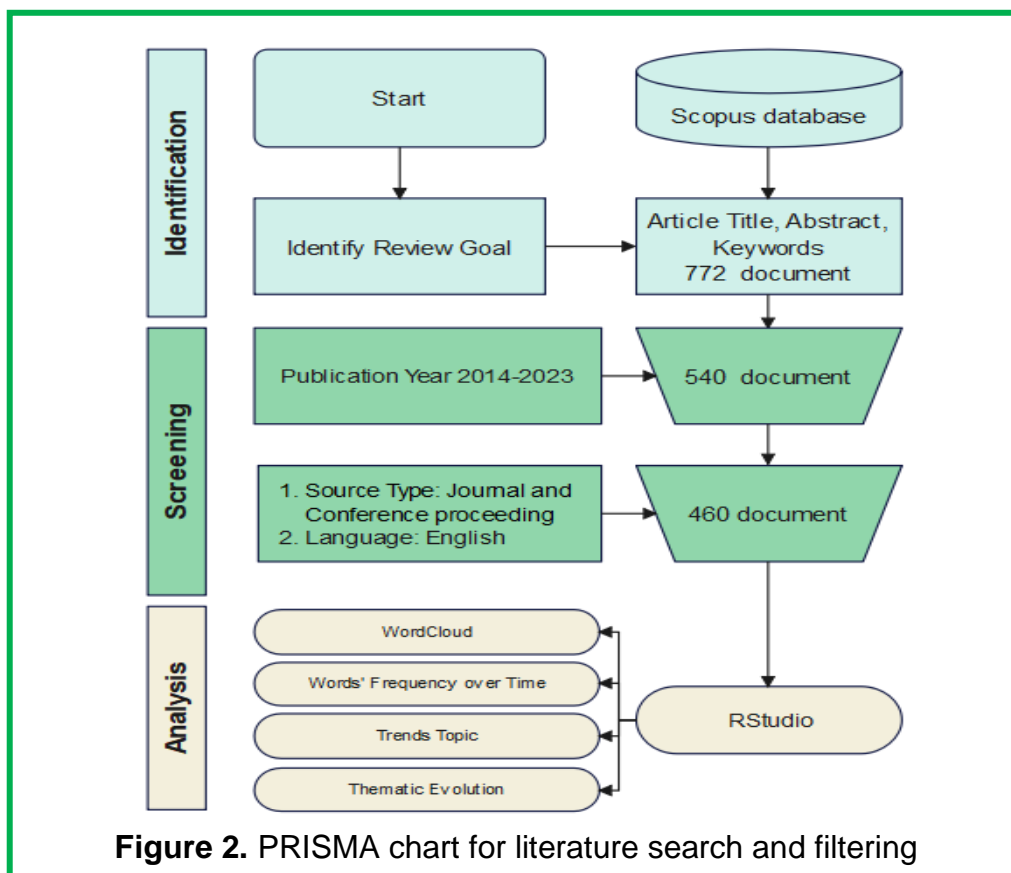 Identification
Start
Scopus database
Identify Review Goal
Article Title, Abstract,
Keywords
772 document
Screening
Publication Year 2014-2023
540 document
1. Source Type: Journal and
Conference proceeding
2. Language: English
460 document
Analysis
WordCloud
Words' Frequency over Time
Trends Topic
Thematic Evolution
RStudio
Figure 2. PRISMA chart for literature search and filtering